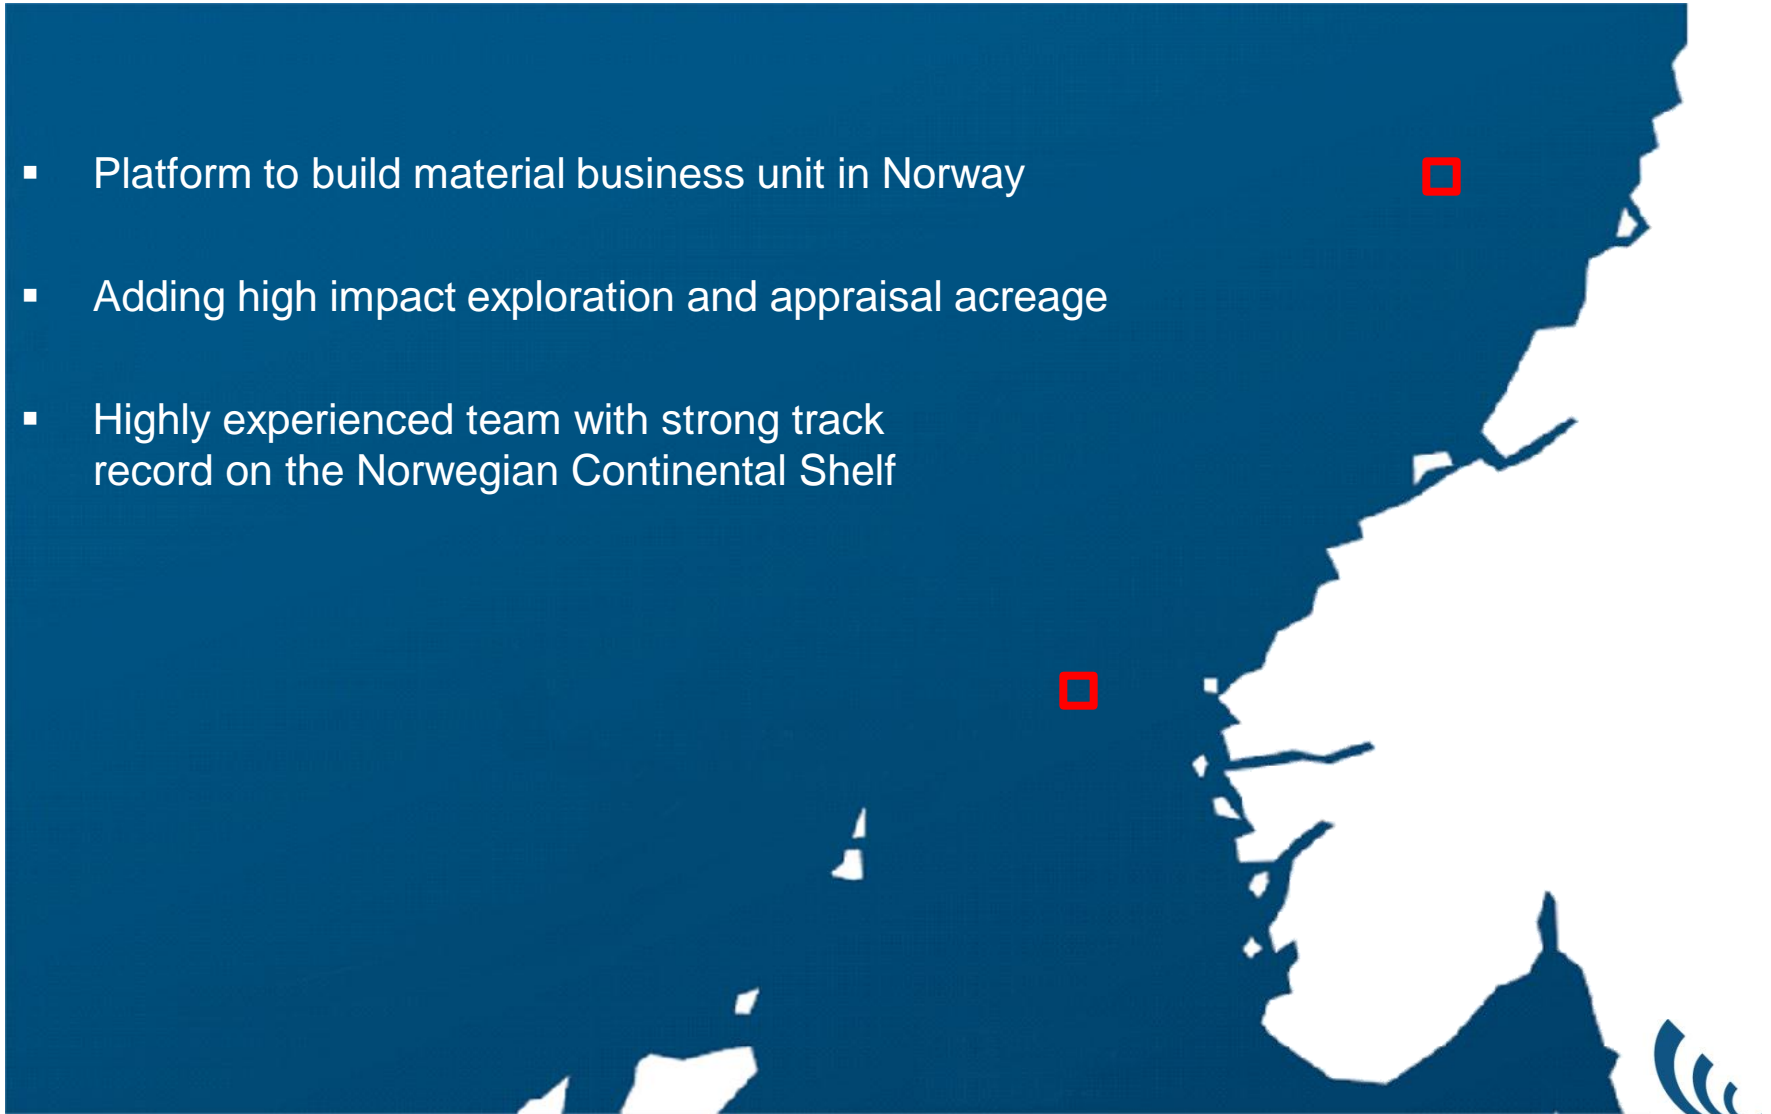 ▪ Platform to build material business unit in Norway
▪ Adding high impact exploration and appraisal acreage
▪ Highly experienced team with strong track
record on the Norwegian Continental Shelf